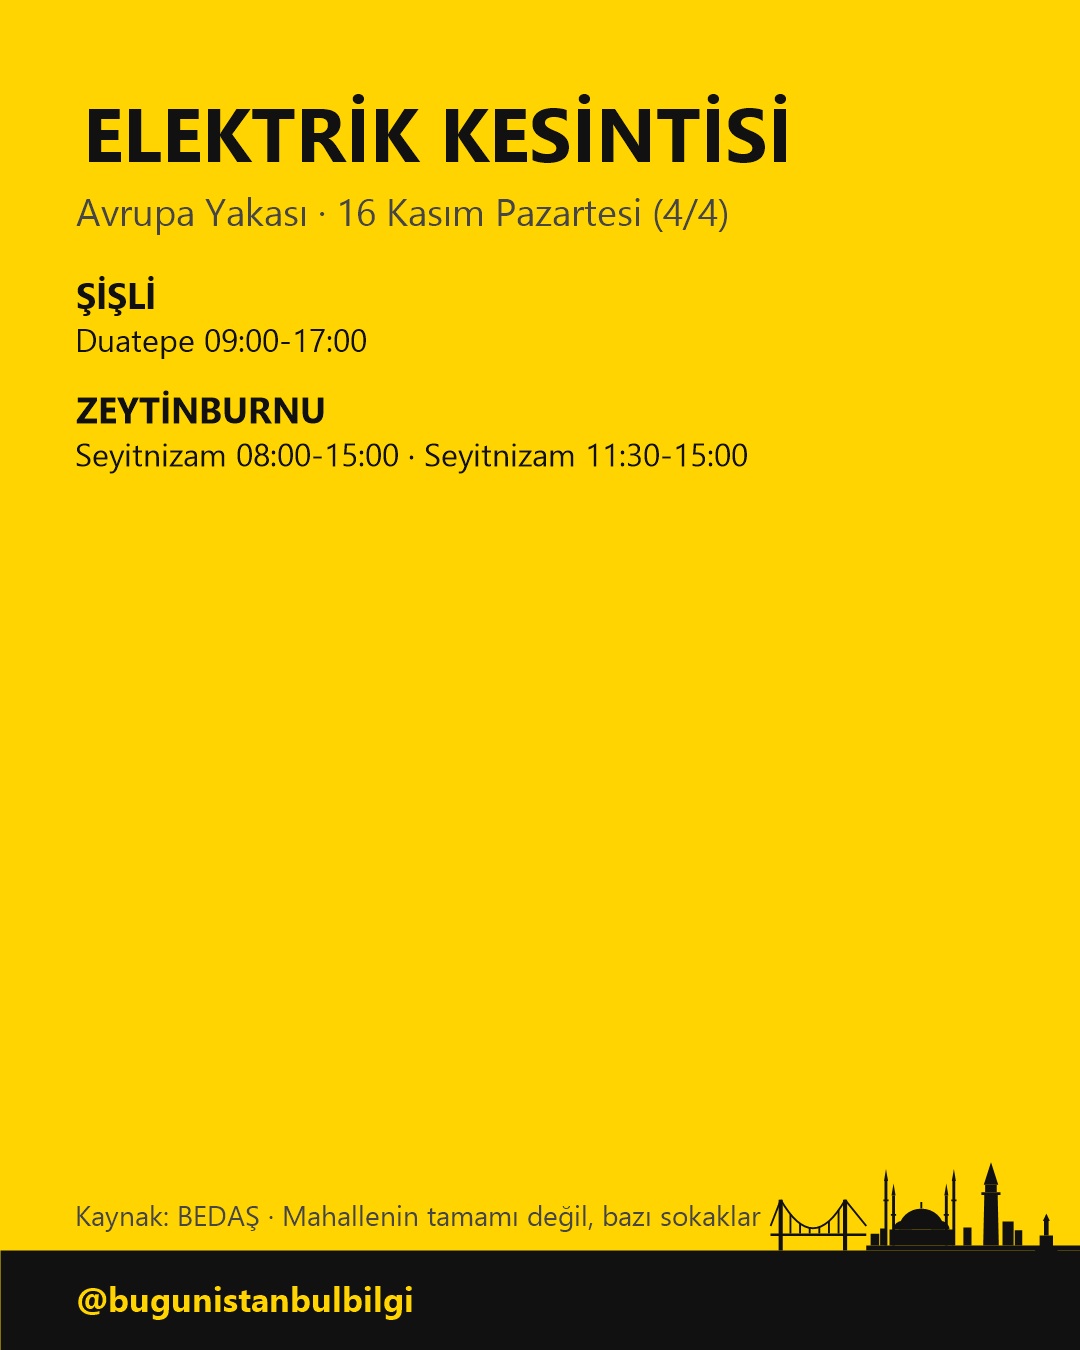 ELEKTRİK KESİNTİSİ
Avrupa Yakası · 16 Kasım Pazartesi (4/4)
ŞİŞLİ
Duatepe 09:00-17:00
ZEYTİNBURNU
Seyitnizam 08:00-15:00 · Seyitnizam 11:30-15:00
Kaynak: BEDAŞ · Mahallenin tamamı değil, bazı sokaklar
@bugunistanbulbilgi